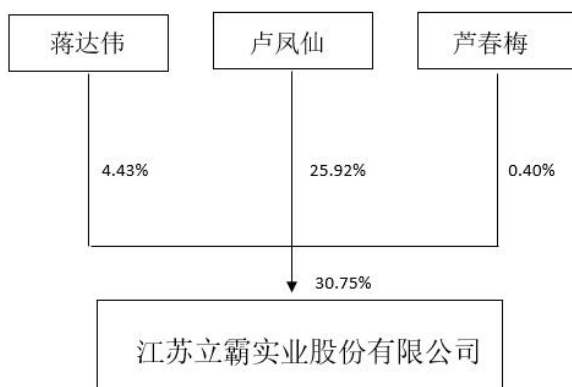 蒋达伟
卢凤仙
芦春梅
4.43%
25.92%
0.40%
30.75%
江苏立霸实业股份有限公司